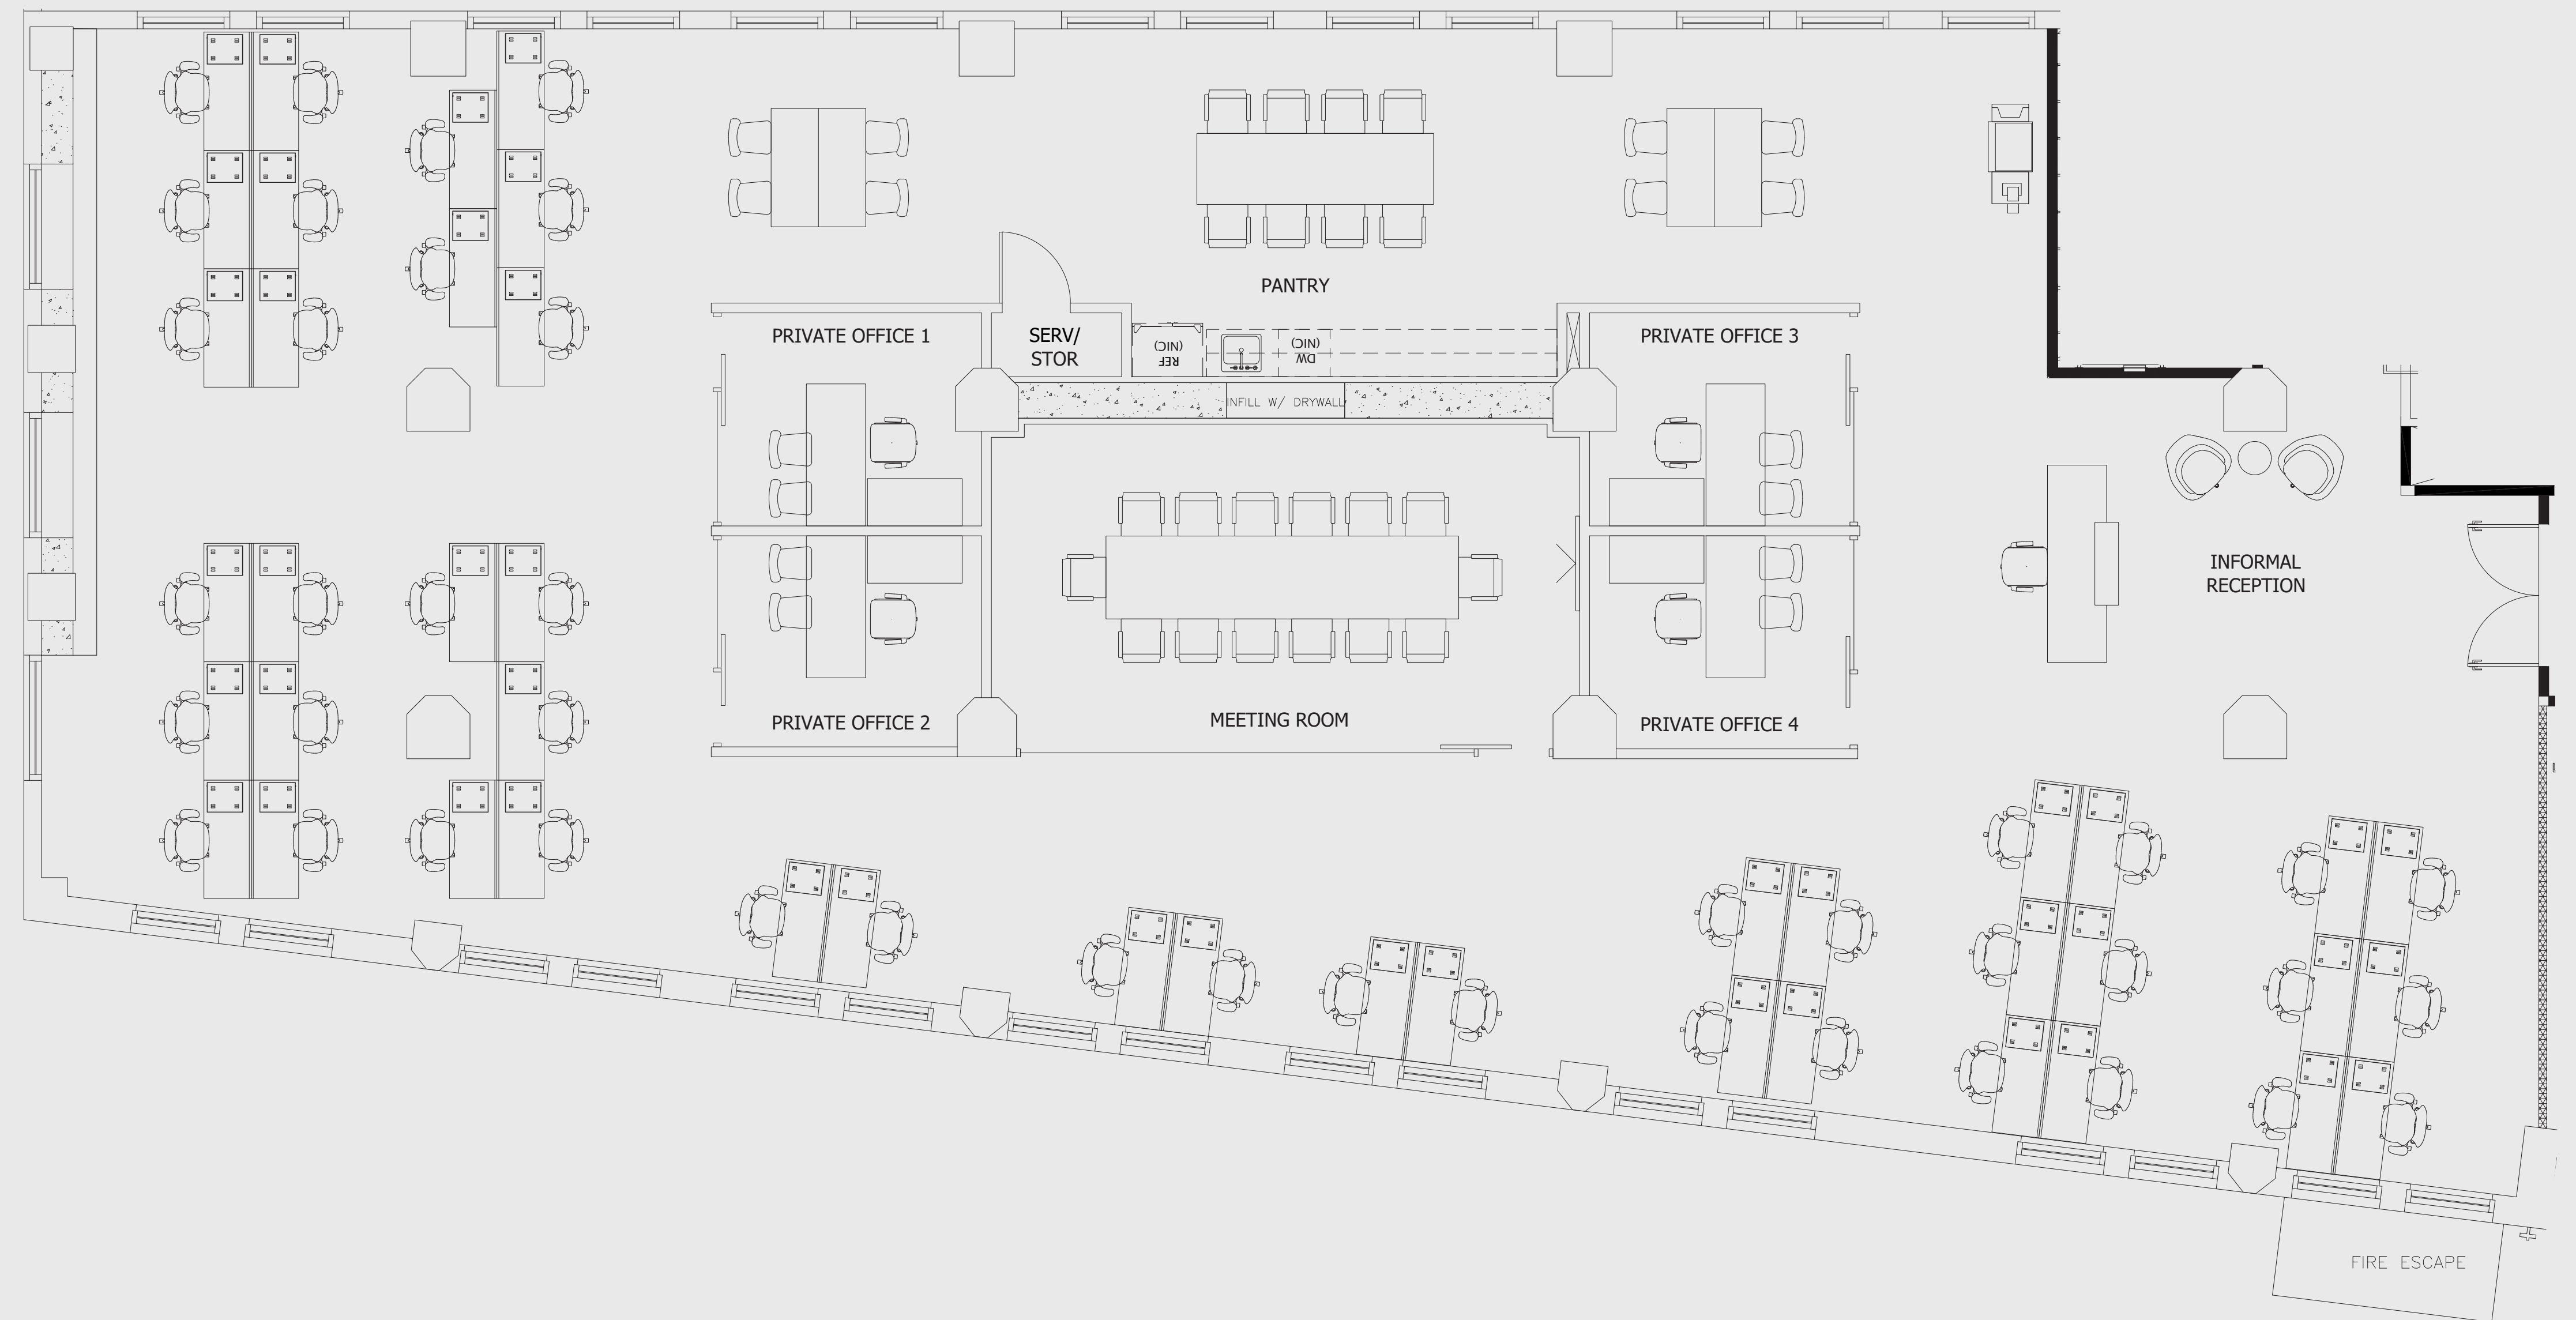 PANTRY
PRIVATE OFFICE 1
SERV/
STOR
REF
(NIC)
DW
(NIC)
PRIVATE OFFICE 3
INFILL W/ DRYWALL
INFORMAL
RECEPTION
PRIVATE OFFICE 2
MEETING ROOM
PRIVATE OFFICE 4
FIRE ESCAPE